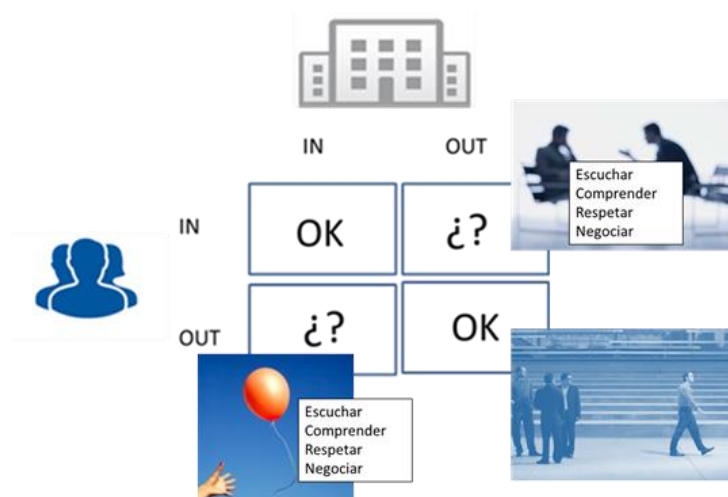 IN OUT
IN OK ¿?
Escuchar
Comprender
Respetar
Negociar
OUT ¿? OK
Escuchar
Comprender
Respetar
Negociar